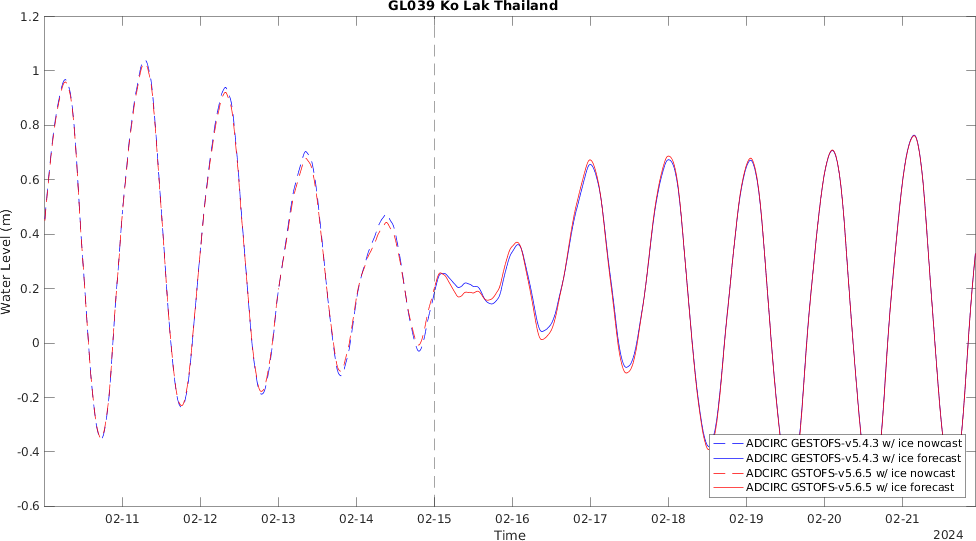 GL039 Ko Lak Thailand
1.2
1
0.8
0.6
0.4
0.2
0
-0.2
-0.4
-0.6
Water Level (m)
ADCIRC GESTOFS-v5.4.3 w/ ice nowcast
ADCIRC GESTOFS-v5.4.3 w/ ice forecast
ADCIRC GSTOFS-v5.6.5 w/ ice nowcast
ADCIRC GSTOFS-v5.6.5 w/ ice forecast
02-11 02-12 02-13 02-14 02-15 02-16 02-17 02-18 02-19 02-20 02-21
Time
2024